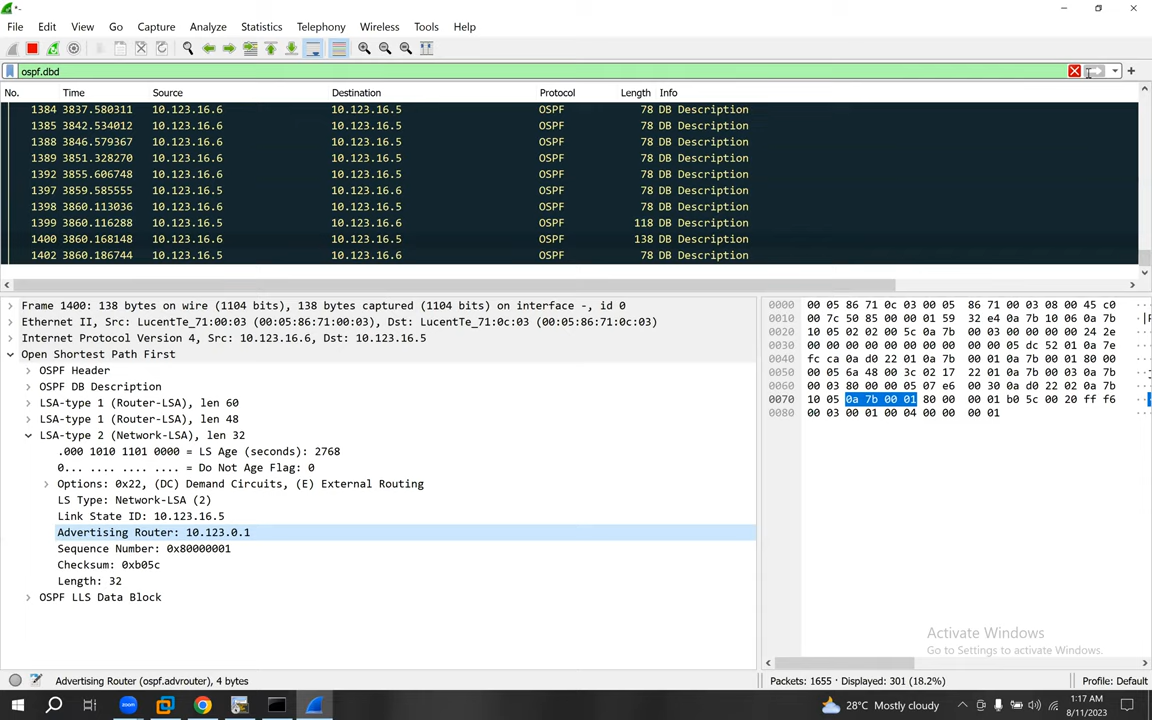 *-
File Edit View Go Capture Analyze Statistics Telephony Wireless Tools Help
ospf.dbd
No. Time Source Destination Protocol Length Info
1384 3837.580311 10.123.16.6 10.123.16.5 OSPF 78 DB Description
1385 3842.534012 10.123.16.6 10.123.16.5 OSPF 78 DB Description
1388 3846.579367 10.123.16.6 10.123.16.5 OSPF 78 DB Description
1389 3851.328270 10.123.16.6 10.123.16.5 OSPF 78 DB Description
1392 3855.606748 10.123.16.6 10.123.16.5 OSPF 78 DB Description
1397 3859.585555 10.123.16.5 10.123.16.6 OSPF 78 DB Description
1398 3860.113036 10.123.16.6 10.123.16.5 OSPF 78 DB Description
1399 3860.116288 10.123.16.5 10.123.16.6 OSPF 118 DB Description
1400 3860.168148 10.123.16.6 10.123.16.5 OSPF 138 DB Description
1402 3860.186744 10.123.16.5 10.123.16.6 OSPF 78 DB Description
Frame 1400: 138 bytes on wire (1104 bits), 138 bytes captured (1104 bits) on interface -, id 0
Ethernet II, Src: LucentTe_71:00:03 (00:05:86:71:00:03), Dst: LucentTe_71:0c:03 (00:05:86:71:0c:03)
Internet Protocol Version 4, Src: 10.123.16.6, Dst: 10.123.16.5
Open Shortest Path First
OSPF Header
OSPF DB Description
LSA-type 1 (Router-LSA), len 60
LSA-type 1 (Router-LSA), len 48
LSA-type 2 (Network-LSA), len 32
.000 1010 1101 0000 = LS Age (seconds): 2768
0... .... .... .... = Do Not Age Flag: 0
Options: 0x22, (DC) Demand Circuits, (E) External Routing
LS Type: Network-LSA (2)
Link State ID: 10.123.16.5
Advertising Router: 10.123.0.1
Sequence Number: 0x80000001
Checksum: 0xb05c
Length: 32
OSPF LLS Data Block
0000 00 05 86 71 0c 03 00 05 86 71 00 03 08 00 45 c0 ···
0010 00 7c 50 85 00 00 01 59 32 e4 0a 7b 10 06 0a 7b ·|P
0020 10 05 02 02 00 5c 0a 7b 00 03 00 00 00 00 24 2e ···
0030 00 00 00 00 00 00 00 00 00 00 05 dc 52 01 0a 7e ···
0040 fc ca 0a d0 22 01 0a 7b 00 01 0a 7b 00 01 80 00 ···
0050 00 05 6a 48 00 3c 02 17 22 01 0a 7b 00 03 0a 7b
0060 00 03 80 00 00 05 07 e6 00 30 0a d0 22 02 0a 7b ···
0070 10 05 0a 7b 00 01 80 00 00 01 b0 5c 00 20 ff f6 ··
0080 00 03 00 01 00 04 00 00 00 01 ···
Activate Windows
Go to Settings to activate Windows.
Advertising Router (ospf.advrouter), 4 bytes
Packets: 1655 · Displayed: 301 (18.2%)
Profile: Default
28°C Mostly cloudy
1:17 AM
8/11/2023